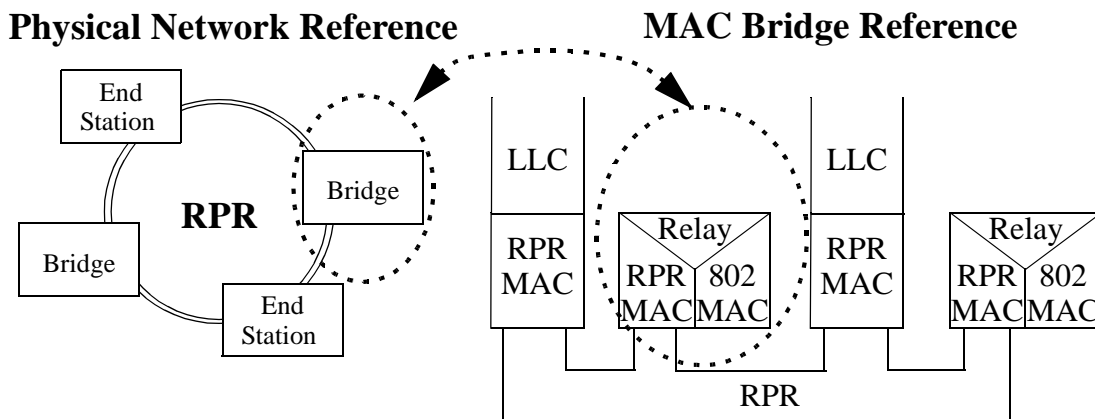 Physical Network Reference
MAC Bridge Reference
End
Station
Bridge
RPR
Bridge
End
Station
LLC
RPR
MAC
Relay
RPR
MAC
802
MAC
LLC
RPR
MAC
Relay
RPR
MAC
802
MAC
RPR